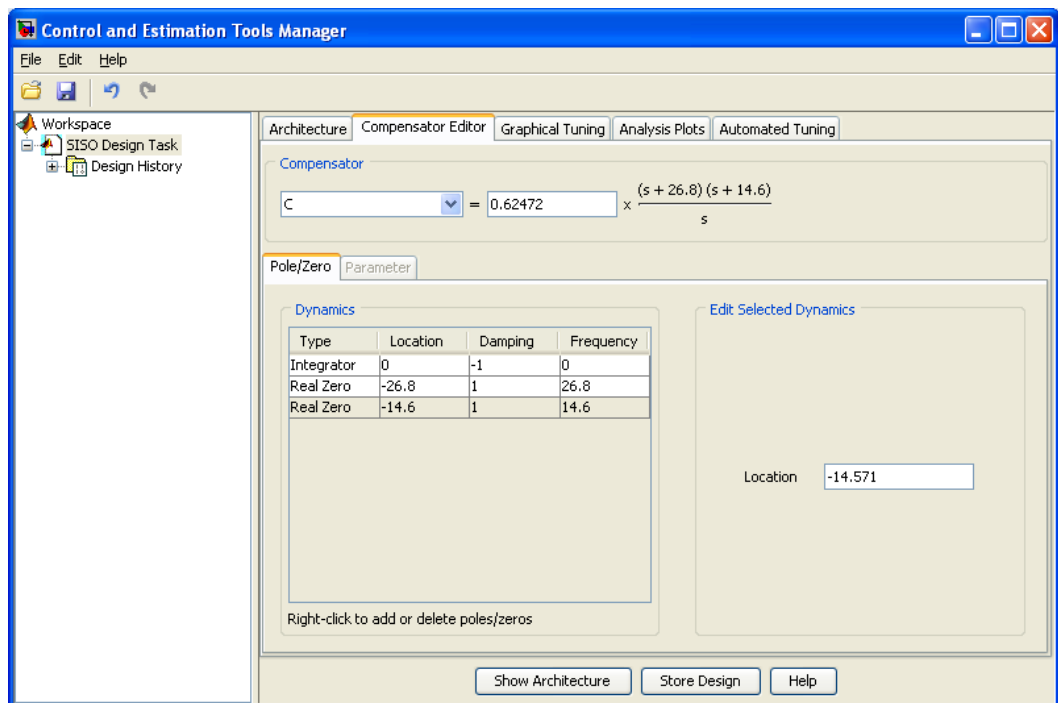 Control and Estimation Tools Manager
File Edit Help
Workspace
SISO Design Task
Design History
Architecture Compensator Editor Graphical Tuning Analysis Plots Automated Tuning
Compensator
C = 0.62472 x (s + 26.8) (s + 14.6)
s
Pole/Zero Parameter
Dynamics
Type Location Damping Frequency
Integrator 0 -1 0
Real Zero -26.8 1 26.8
Real Zero -14.6 1 14.6
Right-click to add or delete poles/zeros
Edit Selected Dynamics
Location -14.571
Show Architecture Store Design Help